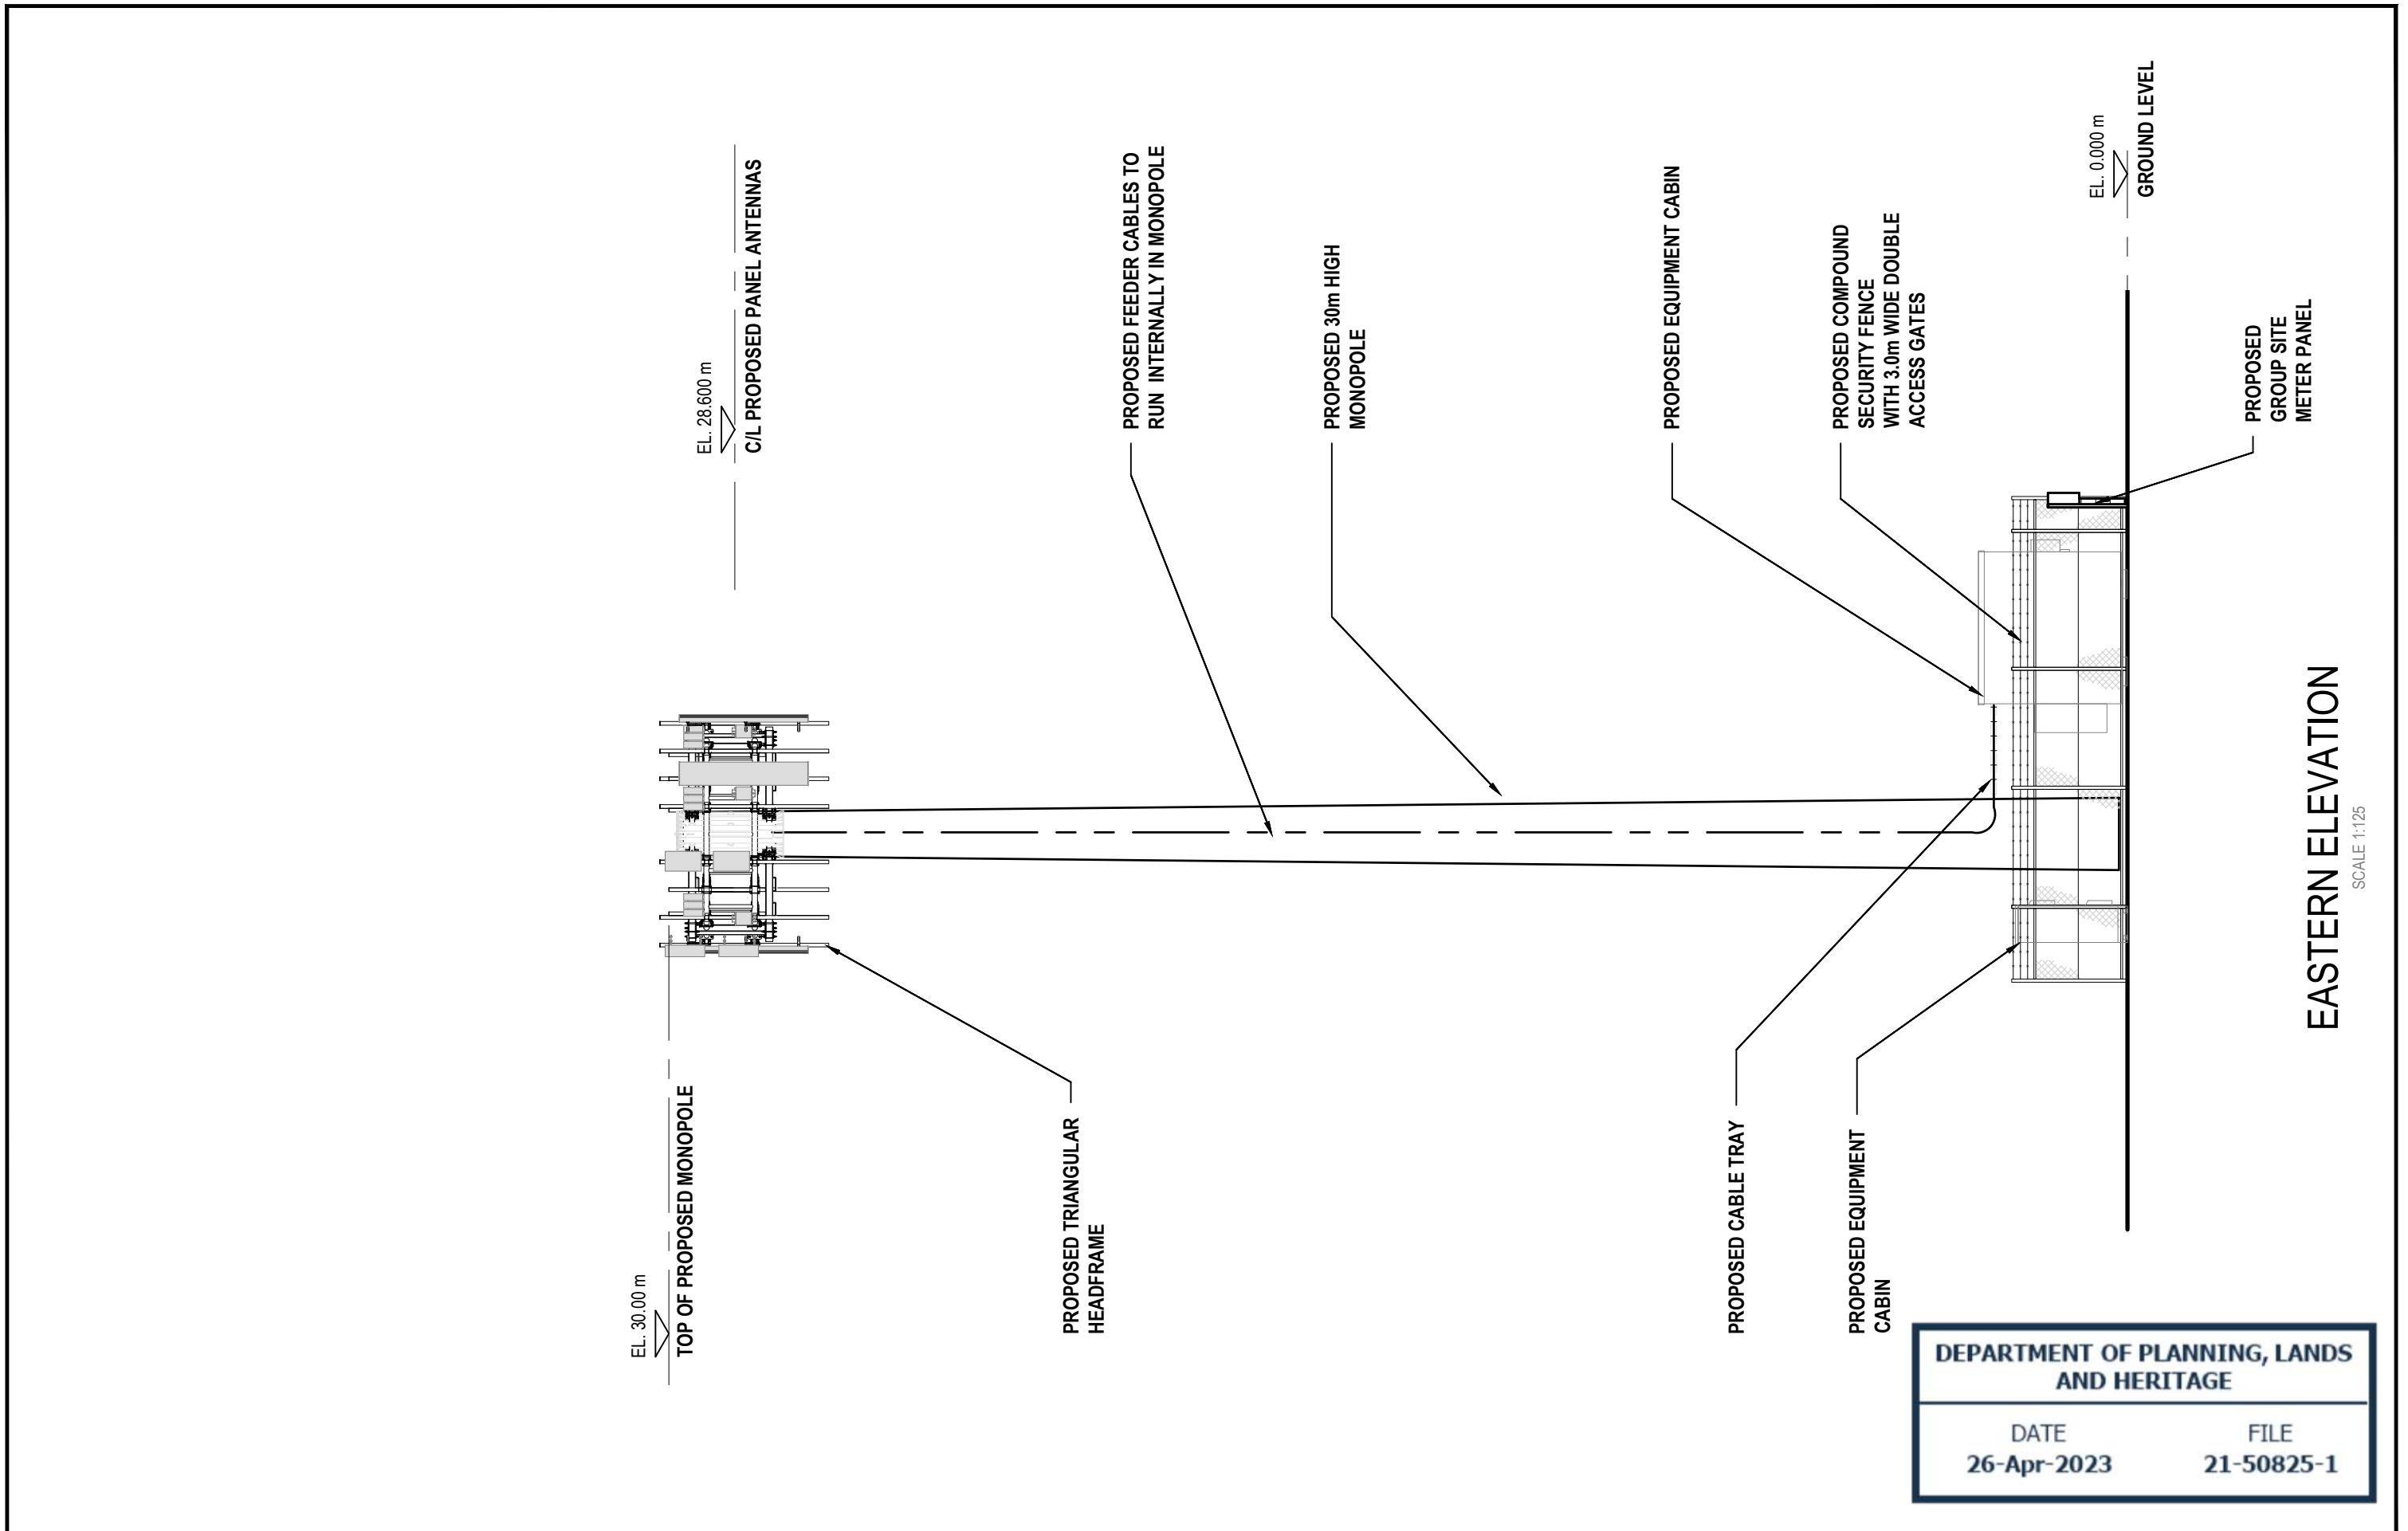 EL. 30.00 m
TOP OF PROPOSED MONOPOLE
EL. 28.600 m
C/L PROPOSED PANEL ANTENNAS
PROPOSED TRIANGULAR
HEADFRAME
PROPOSED FEEDER CABLES TO
RUN INTERNALLY IN MONOPOLE
PROPOSED 30m HIGH
MONOPOLE
PROPOSED EQUIPMENT CABIN
PROPOSED CABLE TRAY
PROPOSED COMPOUND
SECURITY FENCE
WITH 3.0m WIDE DOUBLE
ACCESS GATES
PROPOSED EQUIPMENT
CABIN
EL. 0.000 m
GROUND LEVEL
PROPOSED
GROUP SITE
METER PANEL
EASTERN ELEVATION
SCALE 1:125
DEPARTMENT OF PLANNING, LANDS
AND HERITAGE
DATE FILE
26-Apr-2023 21-50825-1